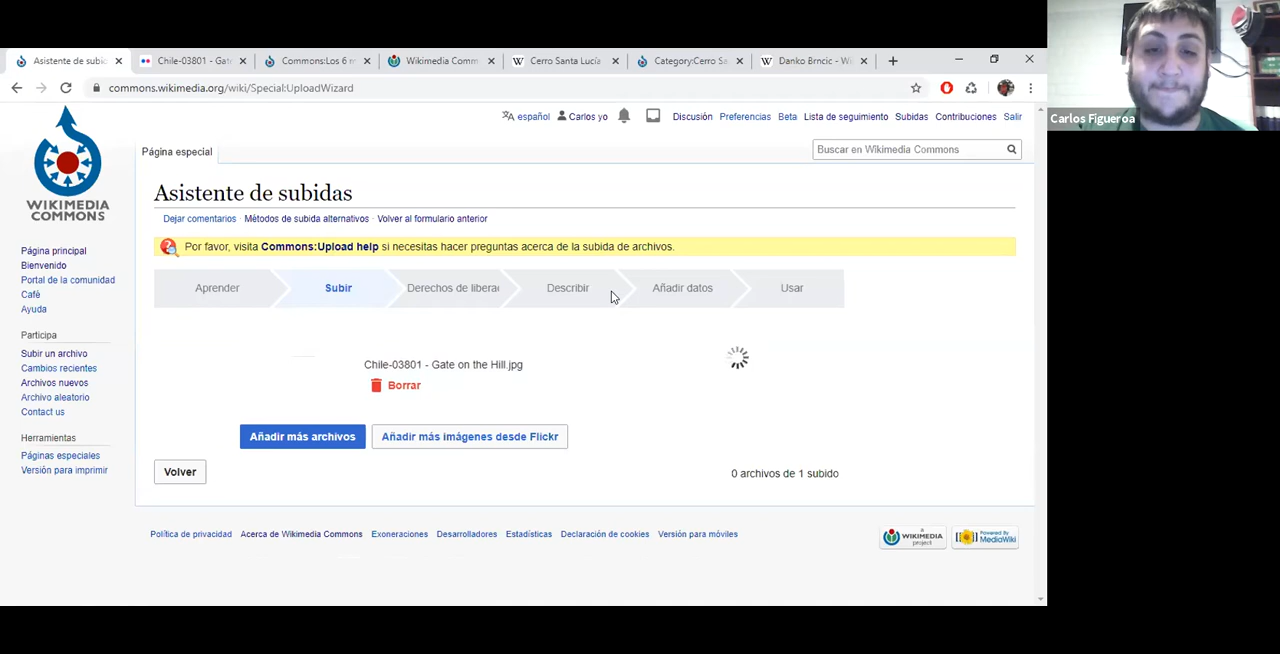 Asistente de subid
Chile-03801 - Gat
Commons:Los 6 m
Wikimedia Comm
Cerro Santa Lucía
Category:Cerro Sa
Danko Brncic - Wi
commons.wikimedia.org/wiki/Special:UploadWizard
Carlos Figueroa
español Carlos yo Discusión Preferencias Beta Lista de seguimiento Subidas Contribuciones Salir
Página especial
Buscar en Wikimedia Commons
WIKIMEDIA
COMMONS
Asistente de subidas
Dejar comentarios · Métodos de subida alternativos · Volver al formulario anterior
Por favor, visita Commons:Upload help si necesitas hacer preguntas acerca de la subida de archivos.
Aprender
Subir
Derechos de liberac
Describir
Añadir datos
Usar
Página principal
Bienvenido
Portal de la comunidad
Café
Ayuda
Participa
Subir un archivo
Cambios recientes
Archivos nuevos
Archivo aleatorio
Contact us
Herramientas
Páginas especiales
Versión para imprimir
Chile-03801 - Gate on the Hill.jpg
Borrar
Añadir más archivos
Añadir más imágenes desde Flickr
Volver
0 archivos de 1 subido
Política de privacidad Acerca de Wikimedia Commons Exoneraciones Desarrolladores Estadísticas Declaración de cookies Versión para móviles
A
WIKIMEDIA
project
Powered By
MediaWiki